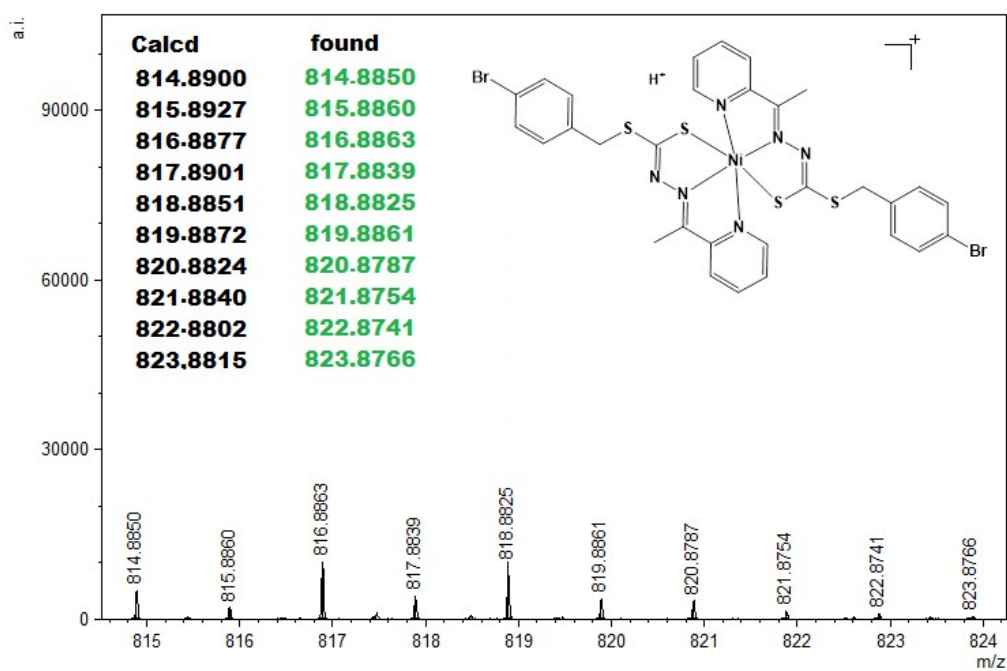 a.i.
Calcd found
814.8900 814.8850
815.8927 815.8860
816.8877 816.8863
817.8901 817.8839
818.8851 818.8825
819.8872 819.8861
820.8824 820.8787
821.8840 821.8754
822.8802 822.8741
823.8815 823.8766
H+
+
Br
S
S
N
N
N
Ni
N
N
N
S
S
Br
90000
60000
30000
0
814.8850
815.8860
816.8863
817.8839
818.8825
819.8861
820.8787
821.8754
822.8741
823.8766
815 816 817 818 819 820 821 822 823 824
m/z